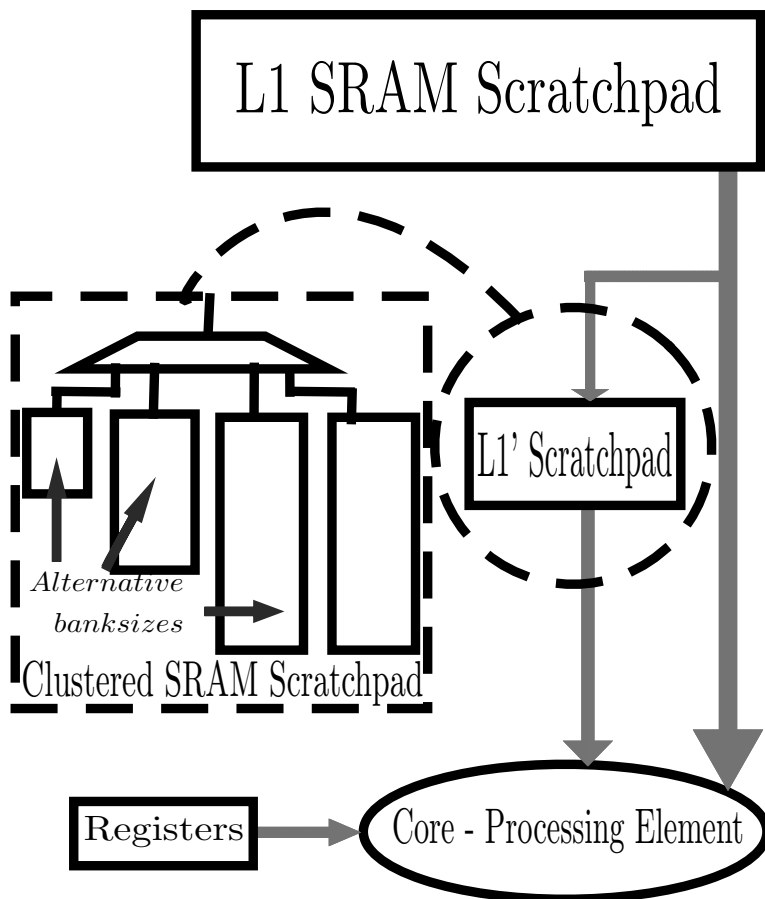 L1 SRAM Scratchpad
L1' Scratchpad
Alternative
banksizes
Clustered SRAM Scratchpad
Registers
Core - Processing Element